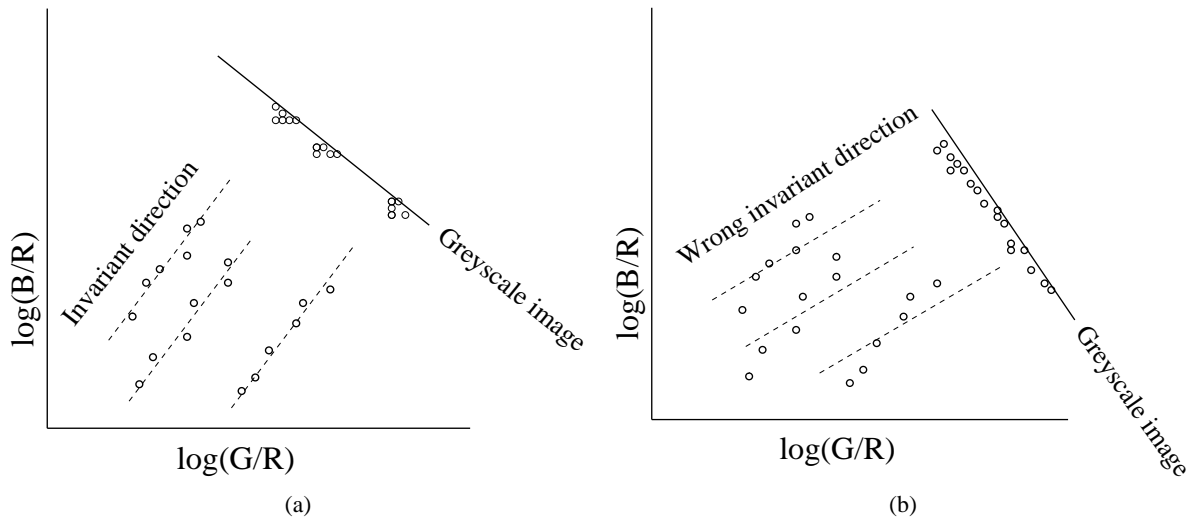 log(B/R)
Invariant direction
Greyscale image
log(G/R)
(a)
log(B/R)
Wrong invariant direction
Greyscale image
log(G/R)
(b)